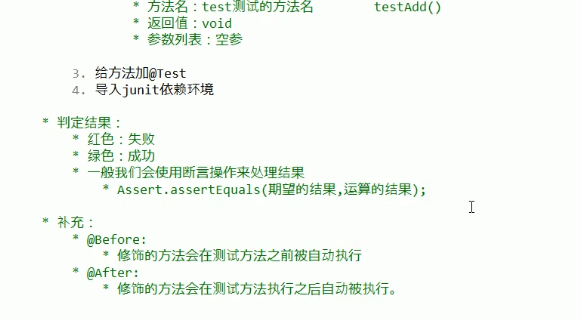 * 方法名：test测试的方法名 testAdd()
* 返回值：void
* 参数列表：空参
3. 给方法加@Test
4. 导入junit依赖环境
* 判定结果：
* 红色：失败
* 绿色：成功
* 一般我们会使用断言操作来处理结果
* Assert.assertEquals(期望的结果,运算的结果);
* 补充：
* @Before:
* 修饰的方法会在测试方法之前被自动执行
* @After:
* 修饰的方法会在测试方法执行之后自动被执行。